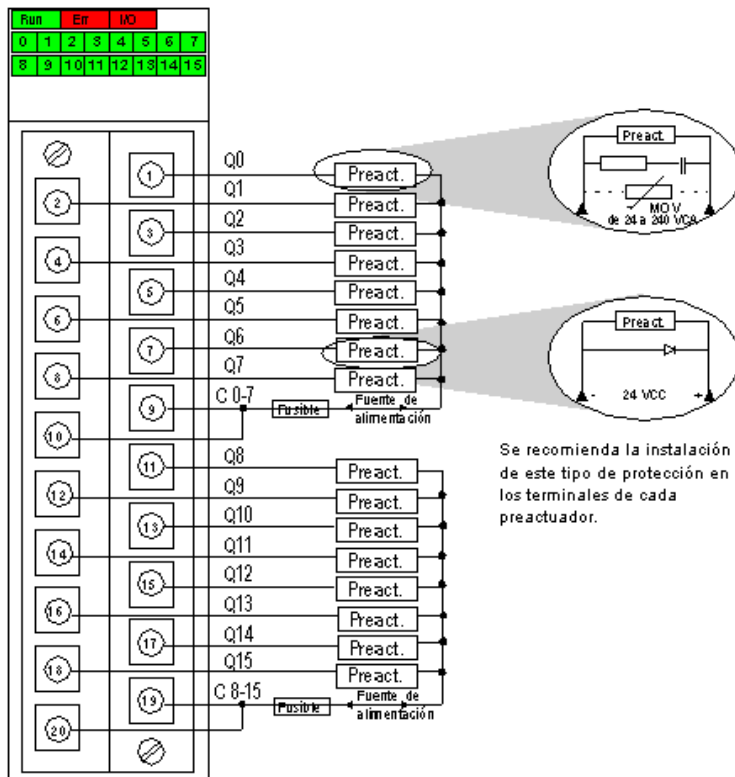 Run Err I/O
0 1 2 3 4 5 6 7
8 9 10 11 12 13 14 15
1 Q0 Preact.
2 Q1 Preact.
3 Q2 Preact.
4 Q3 Preact.
5 Q4 Preact.
6 Q5 Preact.
7 Q6 Preact.
8 Q7 Preact.
9 C 0-7 Fusible Fuente de
alimentación
10
11 Q8 Preact.
12 Q9 Preact.
13 Q10 Preact.
14 Q11 Preact.
15 Q12 Preact.
16 Q13 Preact.
17 Q14 Preact.
18 Q15 Preact.
19 C 8-15 Fusible Fuente de
alimentación
20
Preact.
MOV
de 24 a 240 VCA
Preact.
- 24 VCC +
Se recomienda la instalación
de este tipo de protección en
los terminales de cada
preactuador.